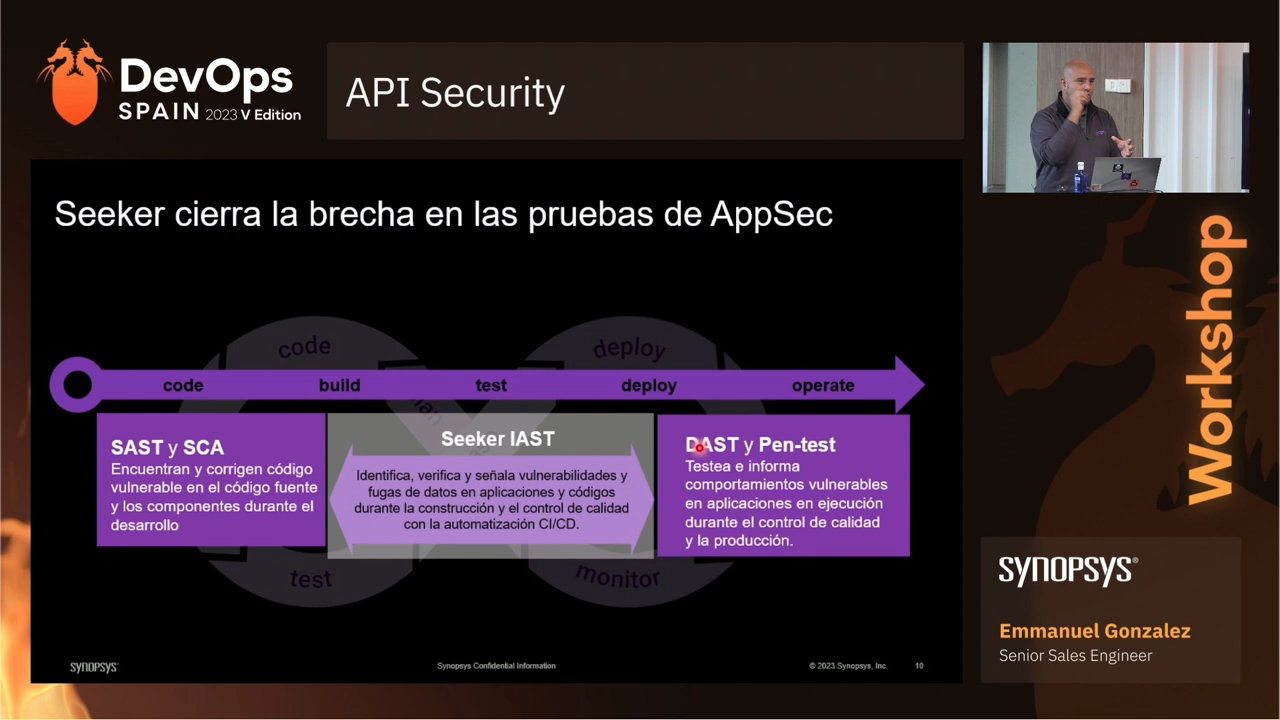 DevOps
SPAIN 2023 V Edition
API Security
Seeker cierra la brecha en las pruebas de AppSec
code
deploy
code build test deploy operate
SAST y SCA
Encuentran y corrigen código
vulnerable en el código fuente
y los componentes durante el
desarrollo
Seeker IAST
Identifica, verifica y señala vulnerabilidades y
fugas de datos en aplicaciones y códigos
durante la construcción y el control de calidad
con la automatización CI/CD.
DAST y Pen-test
Testea e informa
comportamientos vulnerables
en aplicaciones en ejecución
durante el control de calidad
y la producción.
test
monitor
SYNOPSYS
Synopsys Confidential Information
© 2023 Synopsys, Inc. 10
Workshop
SYNOPSYS®
Emmanuel Gonzalez
Senior Sales Engineer